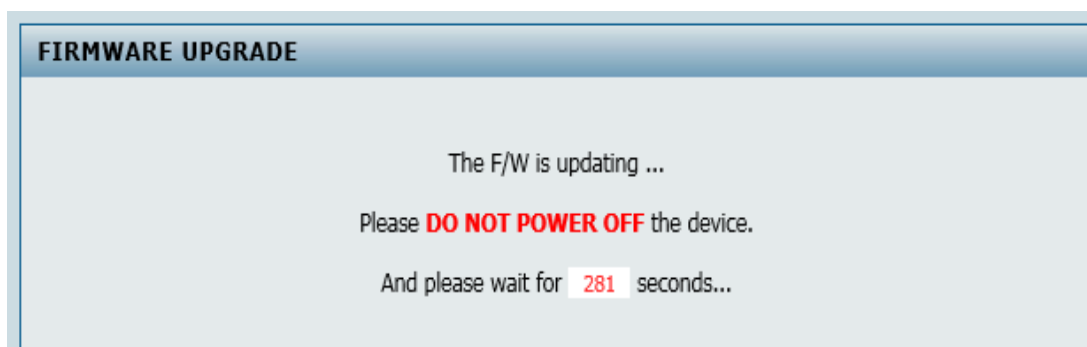 FIRMWARE UPGRADE
The F/W is updating ...
Please DO NOT POWER OFF the device.
And please wait for 281 seconds...